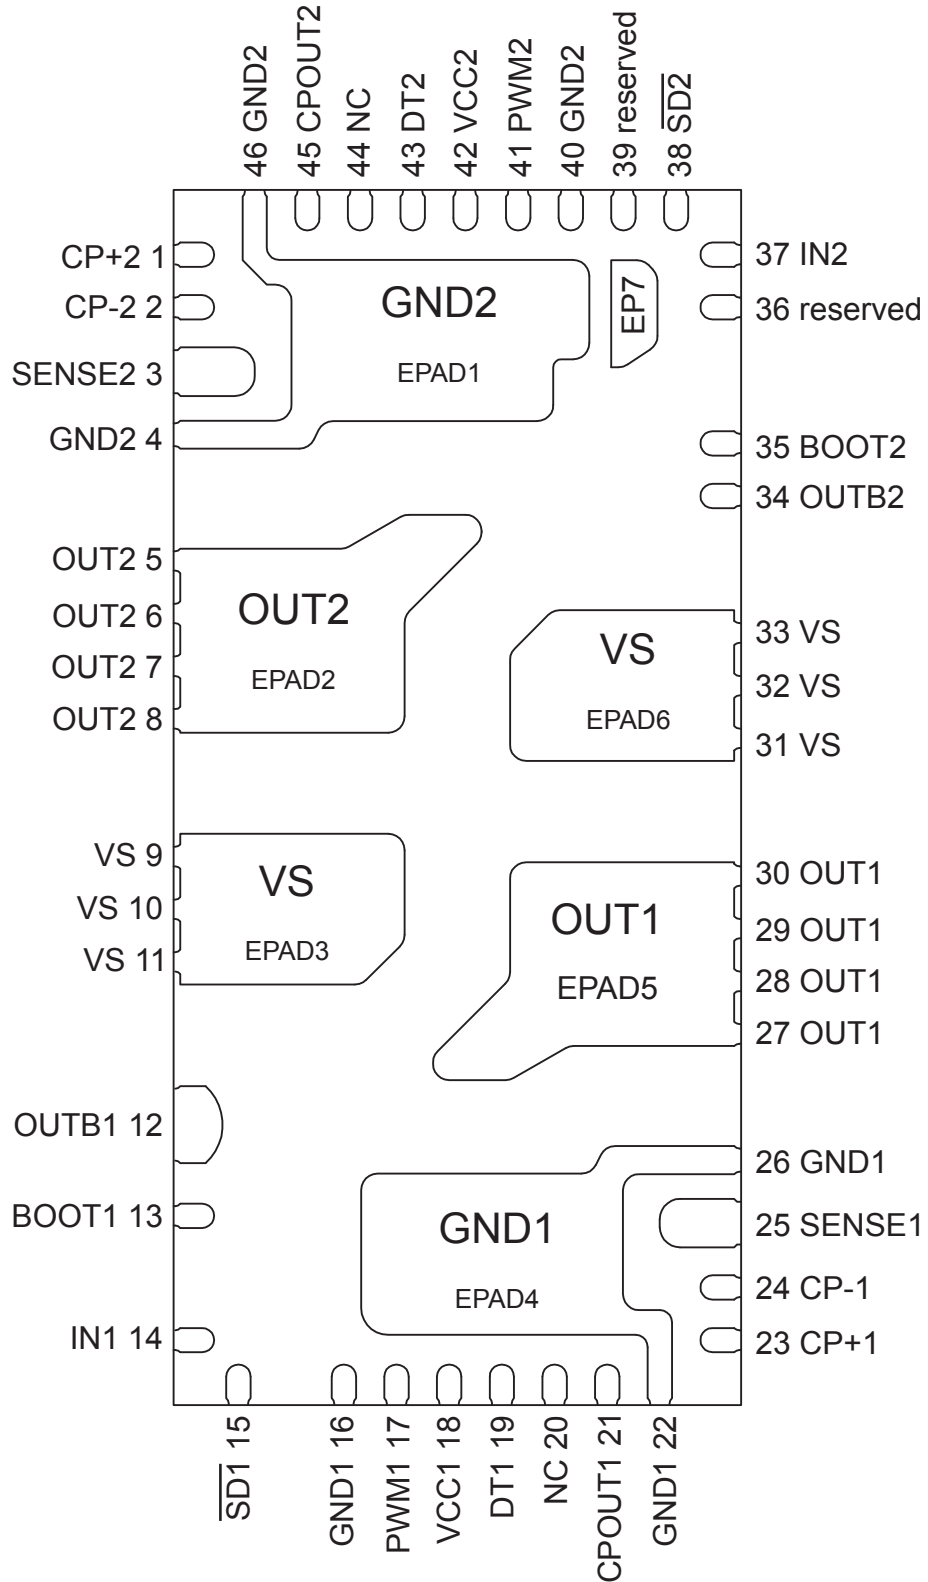 46 GND2
45 CPOUT2
44 NC
43 DT2
42 VCC2
41 PWM2
40 GND2
39 reserved
38 SD2
CP+2 1
CP-2 2
SENSE2 3
GND2 4
OUT2 5
OUT2 6
OUT2 7
OUT2 8
VS 9
VS 10
VS 11
OUTB1 12
BOOT1 13
IN1 14
GND2
EPAD1
EP7
OUT2
EPAD2
VS
EPAD6
VS
EPAD3
OUT1
EPAD5
GND1
EPAD4
37 IN2
36 reserved
35 BOOT2
34 OUTB2
33 VS
32 VS
31 VS
30 OUT1
29 OUT1
28 OUT1
27 OUT1
26 GND1
25 SENSE1
24 CP-1
23 CP+1
SD1 15
GND1 16
PWM1 17
VCC1 18
DT1 19
NC 20
CPOUT1 21
GND1 22